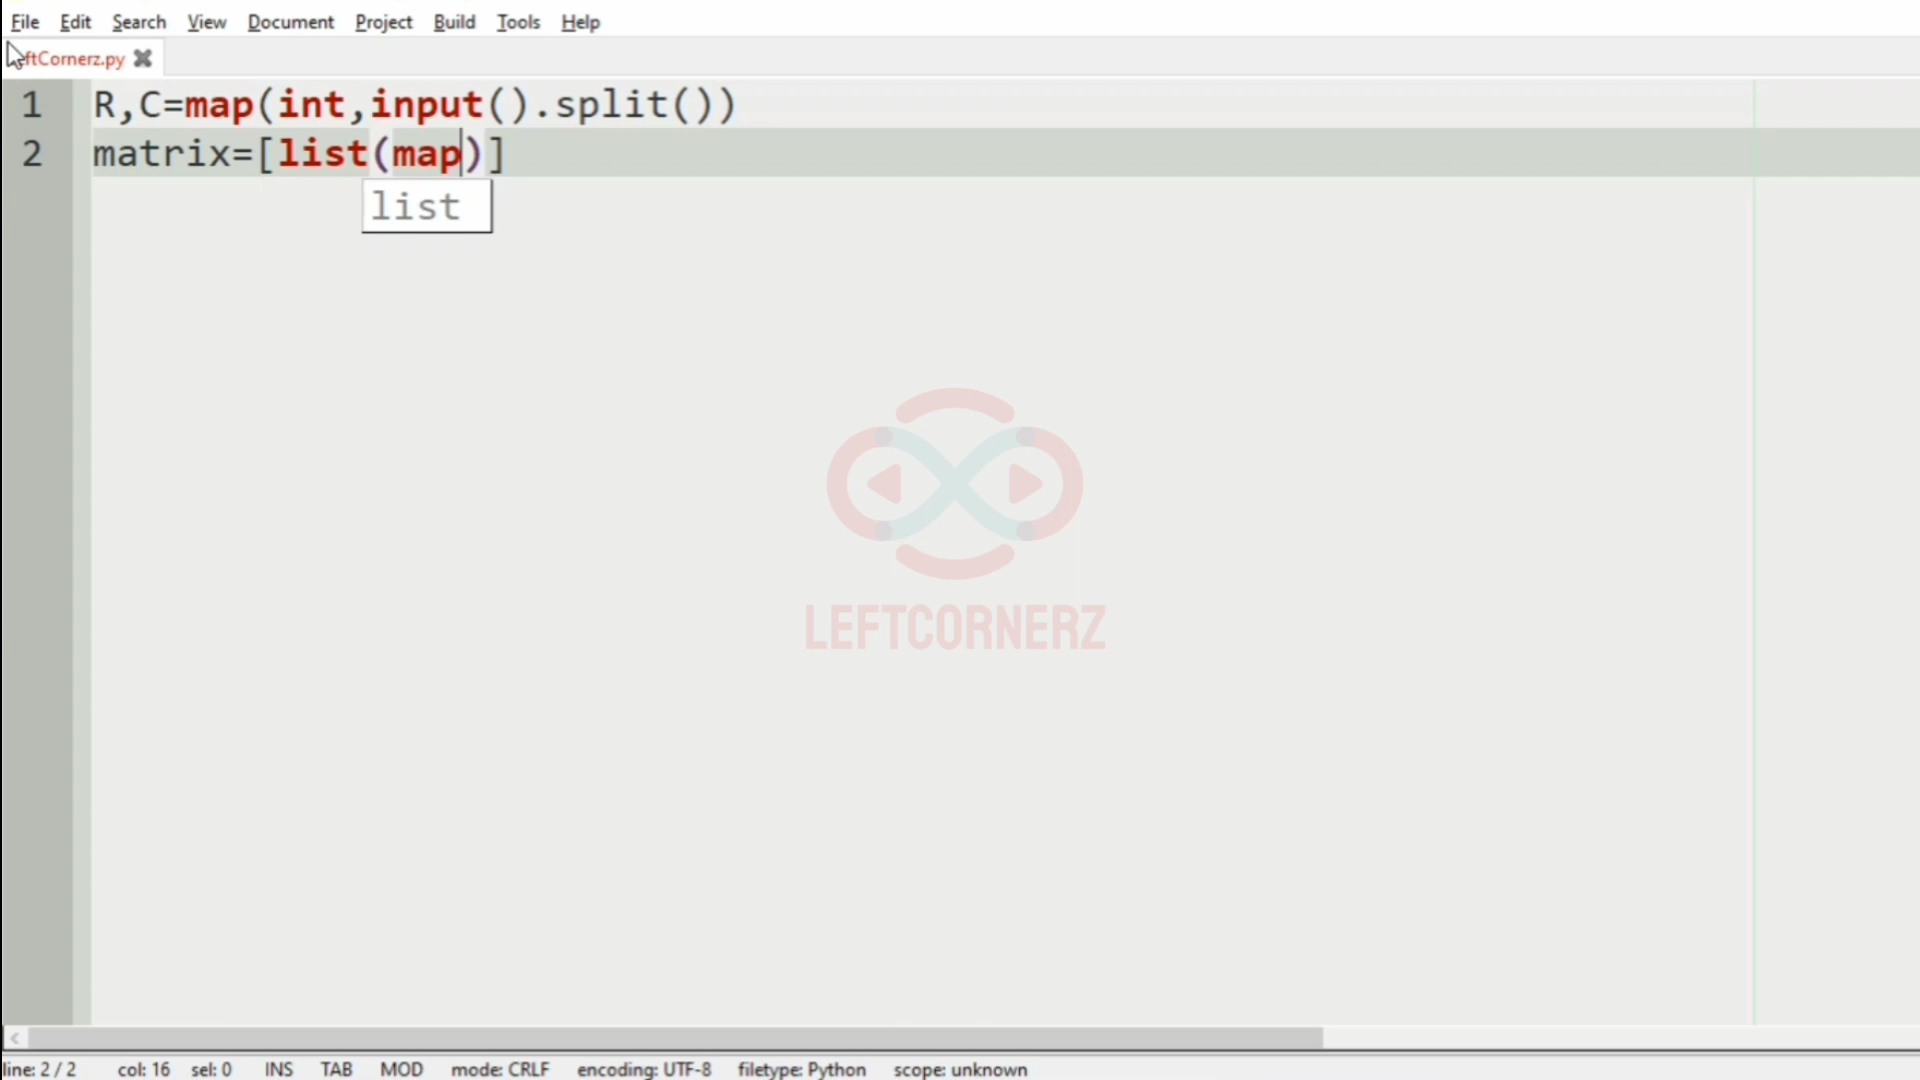 File Edit Search View Document Project Build Tools Help
ftCornerz.py
1 R,C=map(int,input().split())
2 matrix=[list(map)]
list
LEFTCORNERZ
line: 2 / 2 col: 16 sel: 0 INS TAB MOD mode: CRLF encoding: UTF-8 filetype: Python scope: unknown